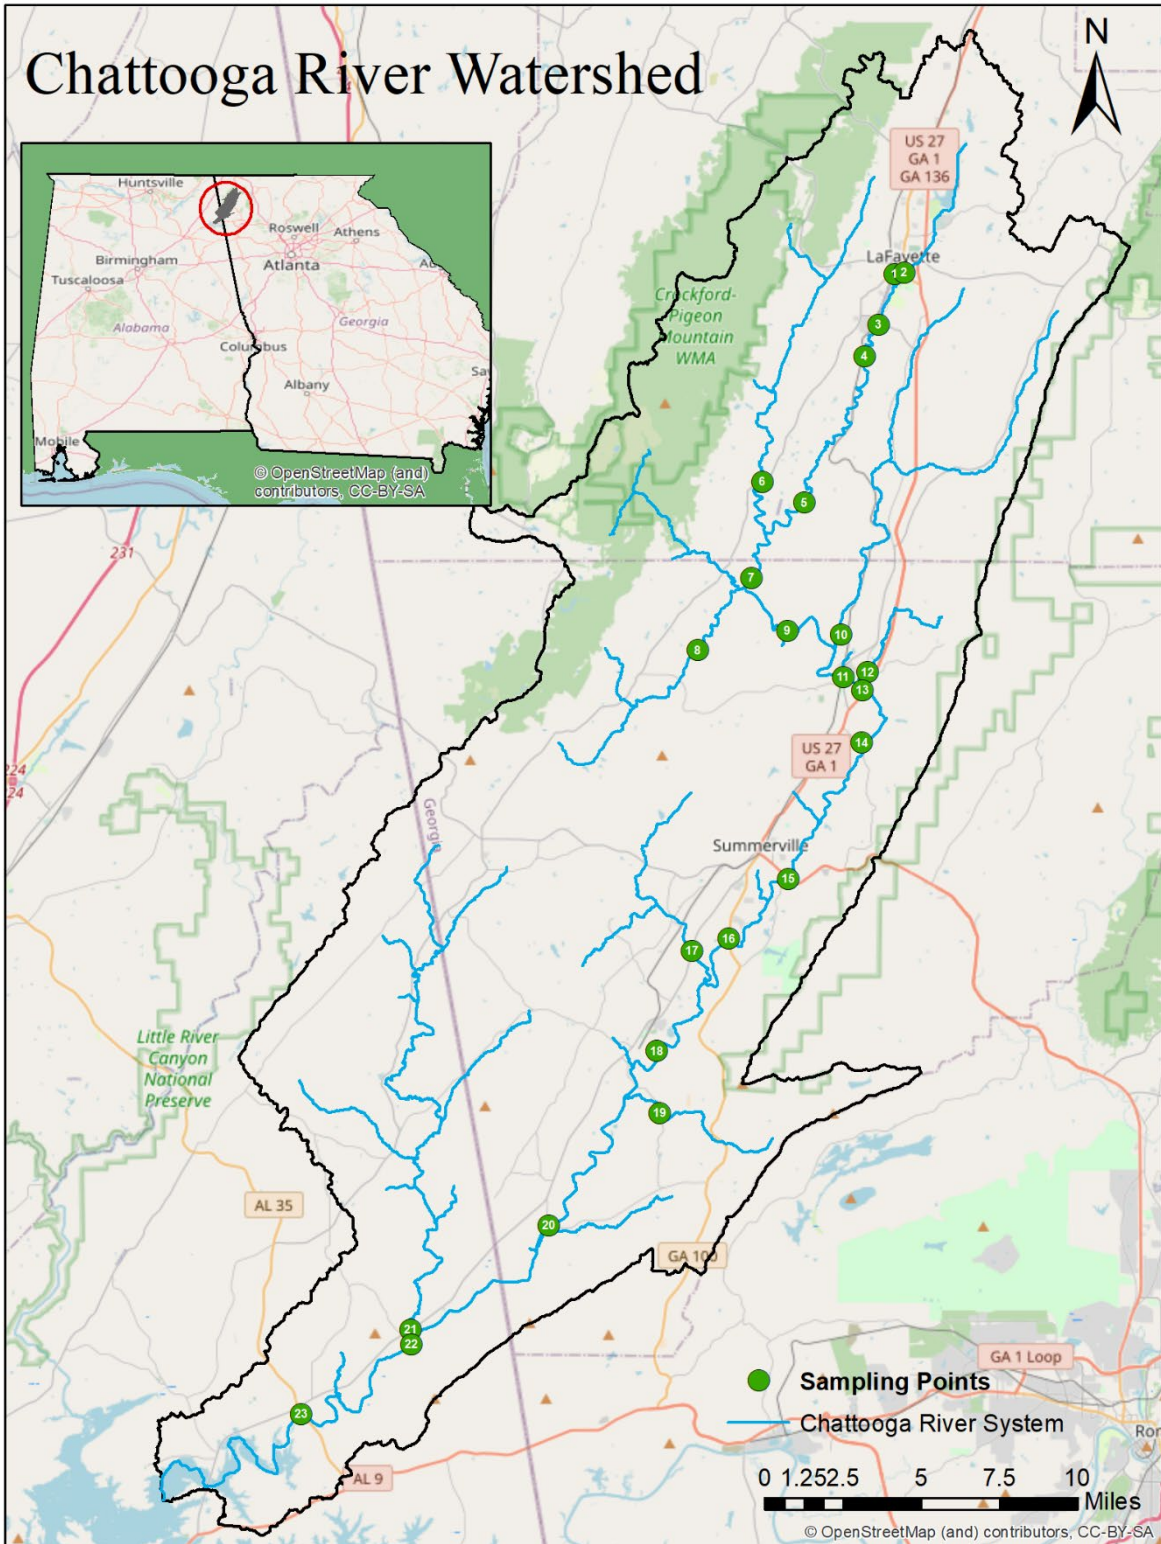 Chattooga River Watershed
N
US 27
GA 1
GA 136
Huntsville
Roswell
Athens
Birmingham
Atlanta
Tuscaloosa
Alabama
Georgia
Columbus
Albany
Mobile
© OpenStreetMap (and)
contributors, CC-BY-SA
LaFayette
1
2
Crockford-
Pigeon
Mountain
WMA
3
4
6
5
231
7
9
10
8
12
11
13
14
US 27
GA 1
Georgia
Summerville
15
16
17
Little River
Canyon
National
Preserve
18
19
AL 35
20
GA 100
21
22
GA 1 Loop
Sampling Points
23
Chattooga River System
AL 9
0 1.25 2.5 5 7.5 10
Miles
© OpenStreetMap (and) contributors, CC-BY-SA